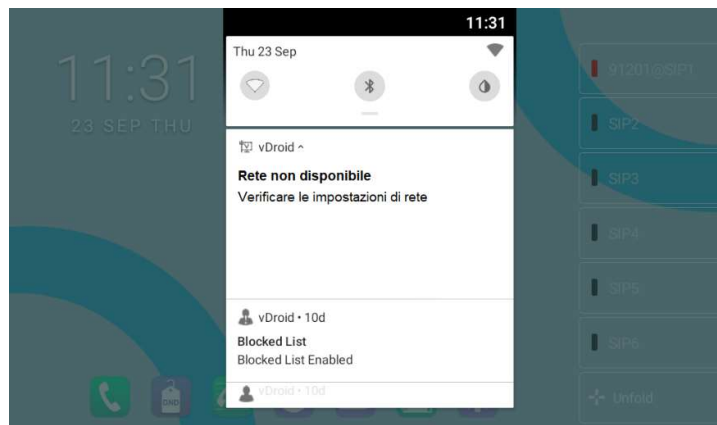 11:31
Thu 23 Sep
11:31
23 SEP THU
vDroid
Rete non disponibile
Verificare le impostazioni di rete
vDroid • 10d
Blocked List
Blocked List Enabled
vDroid • 10d
91201@SIP1
SIP2
SIP3
SIP4
SIP5
SIP6
Unfold
DND